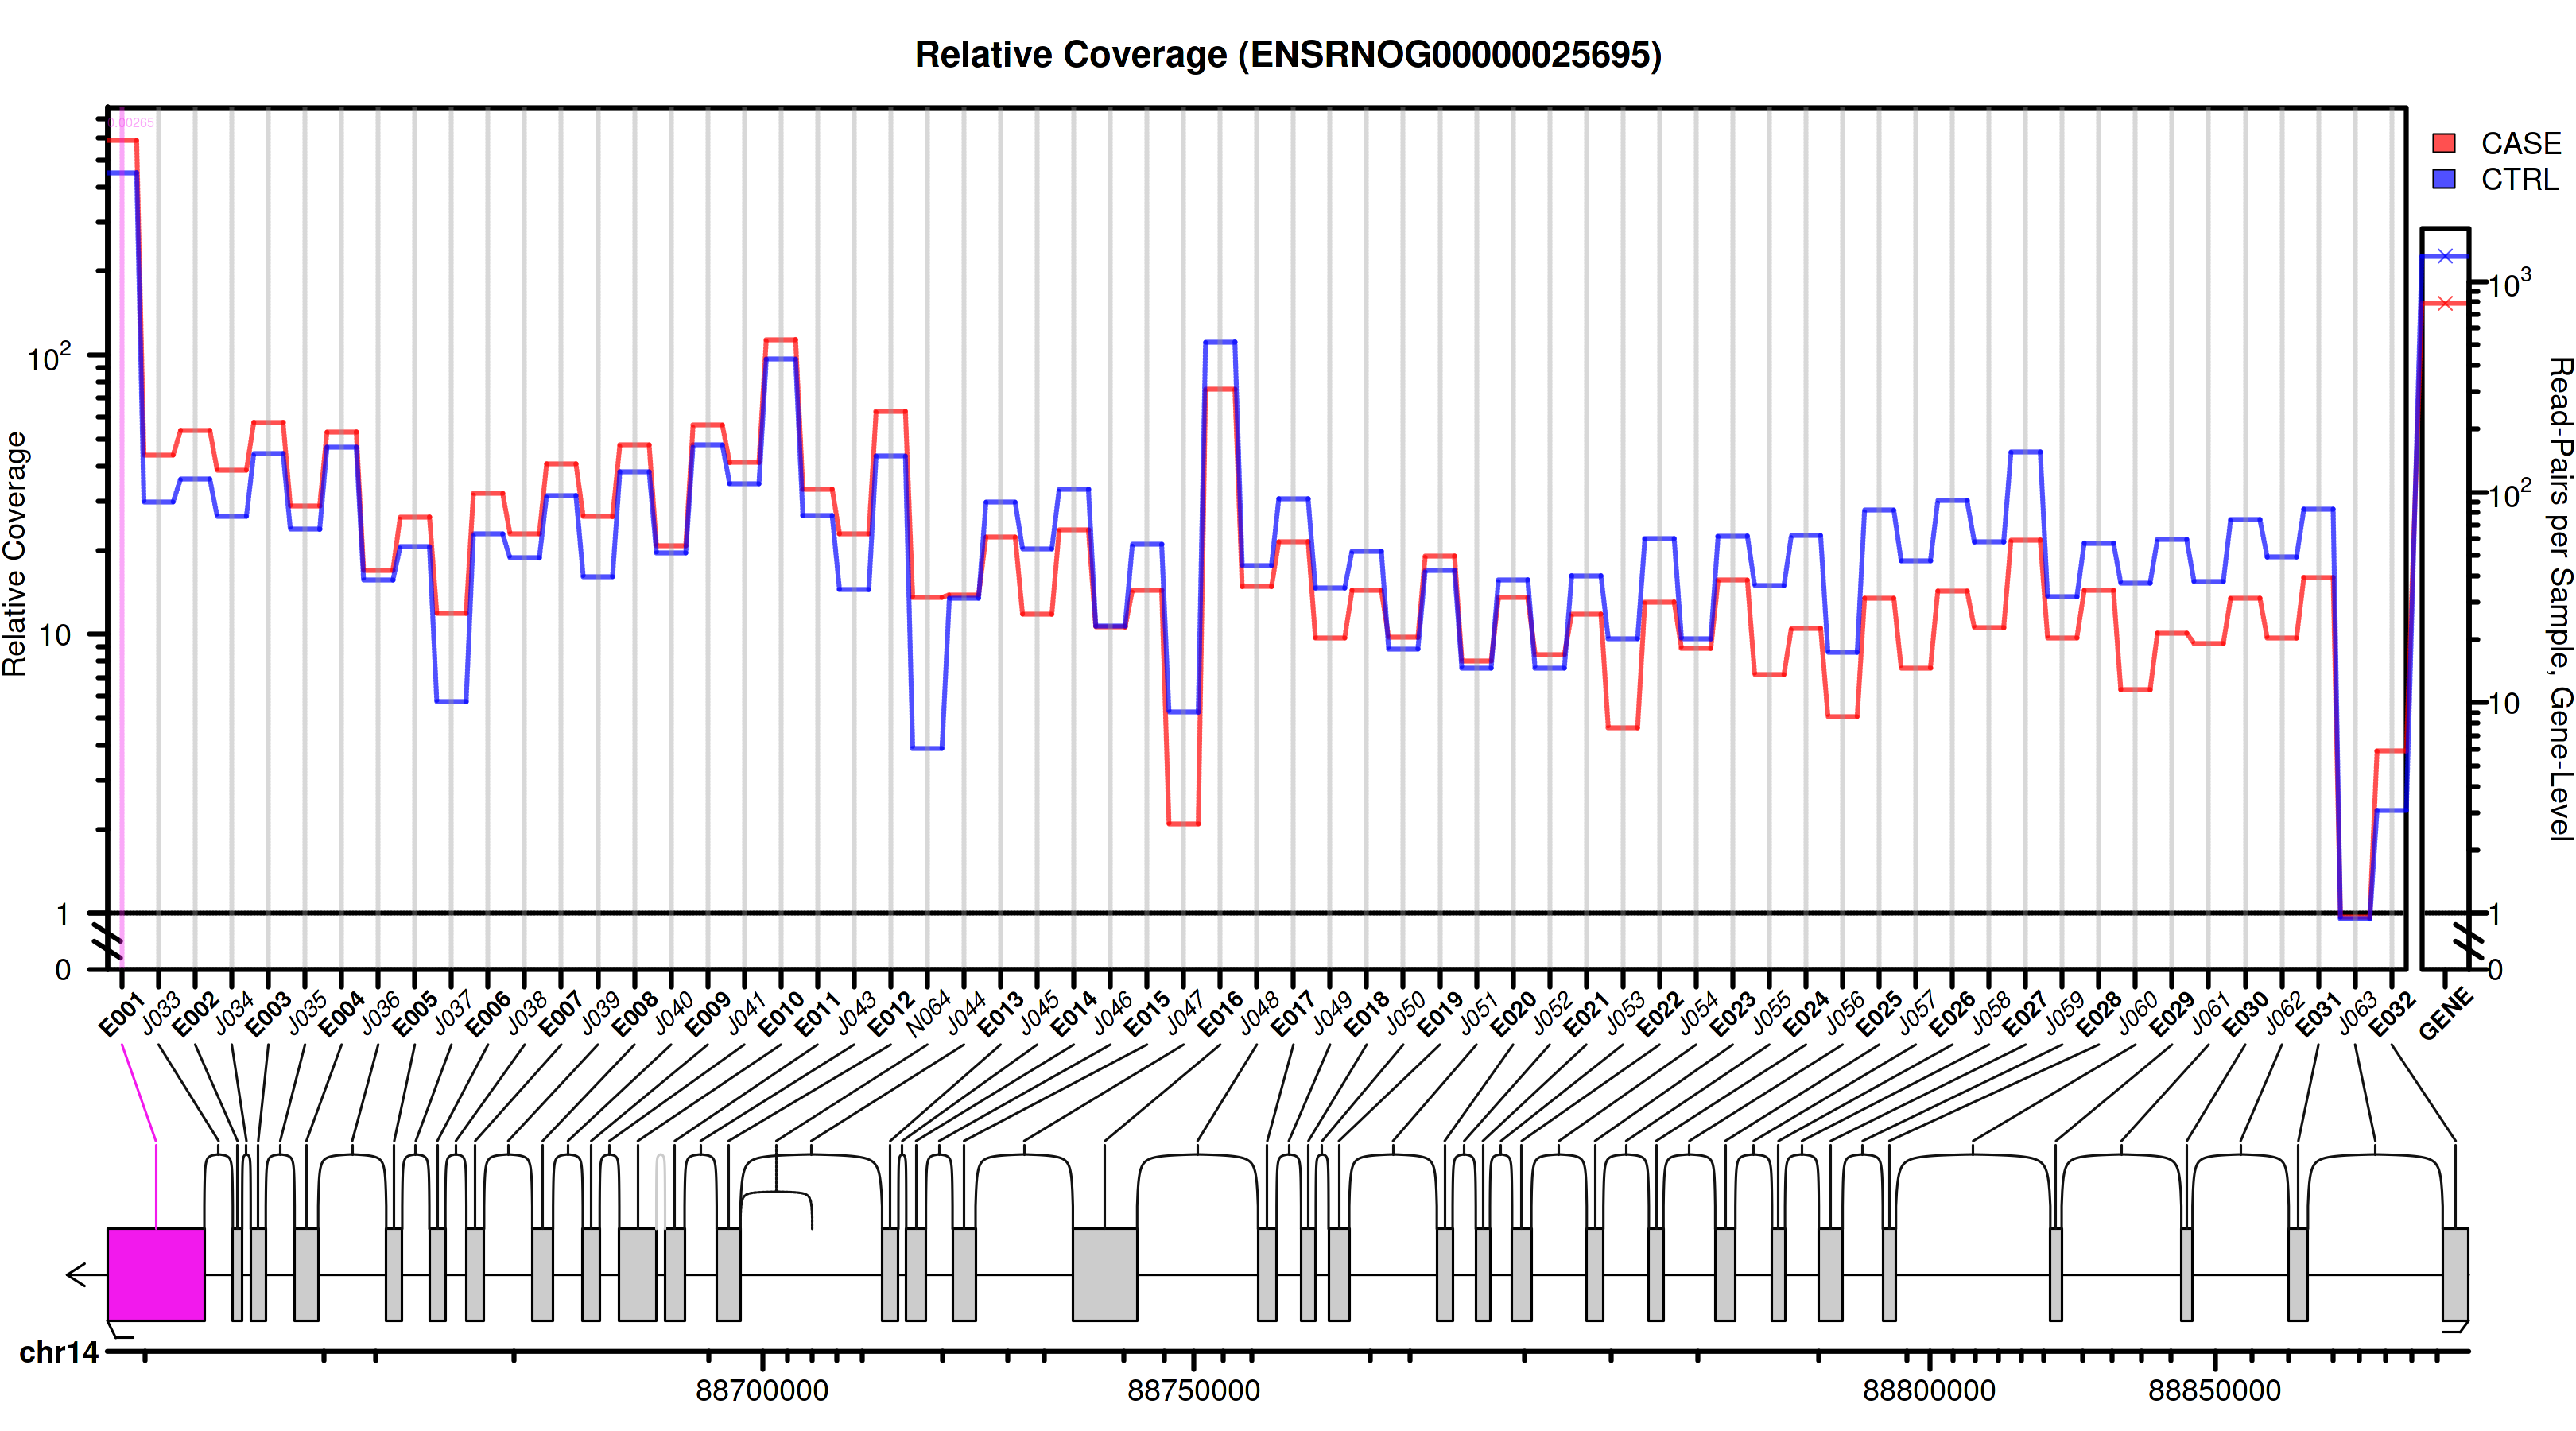 Relative Coverage (ENSRNOG00000025695)
0.00265
CASE
CTRL
Relative Coverage
10²
10
1
0
10³
10²
10
1
0
Read-Pairs per Sample, Gene-Level
E001 J033 E002 J034 E003 J035 E004 J036 E005 J037 E006 J038 E007 J039 E008 J040 E009 J041 E010 E011 J043 E012 N064 J044 E013 J045 E014 J046 E015 J047 E016 J048 E017 J049 E018 J050 E019 J051 E020 J052 E021 J053 E022 J054 E023 J055 E024 J056 E025 J057 E026 J058 E027 J059 E028 J060 E029 J061 E030 J062 E031 J063 E032 GENE
chr14
88700000 88750000 88800000 88850000